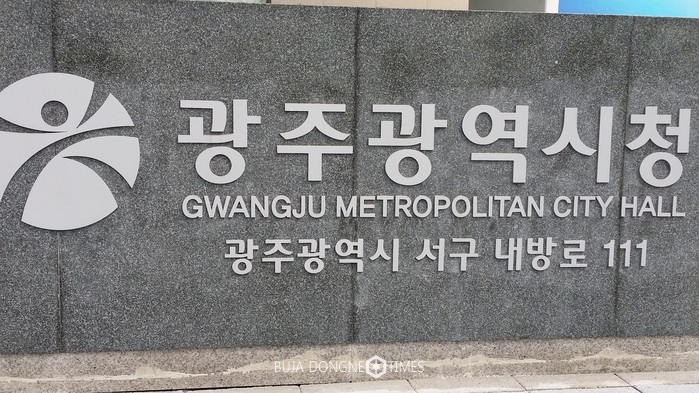 광주광역시청
GWANGJU METROPOLITAN CITY HALL
광주광역시 서구 내방로 111
BUJA DONGNE TIMES